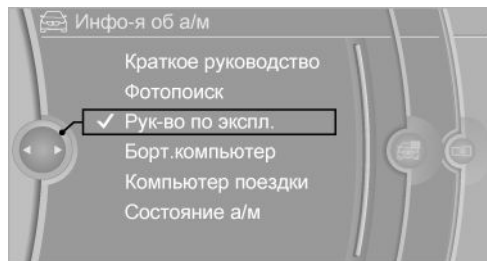 Инфо-я об а/м
Краткое руководство
Фотопоиск
Рук-во по экспл.
Борт.компьютер
Компьютер поездки
Состояние а/м